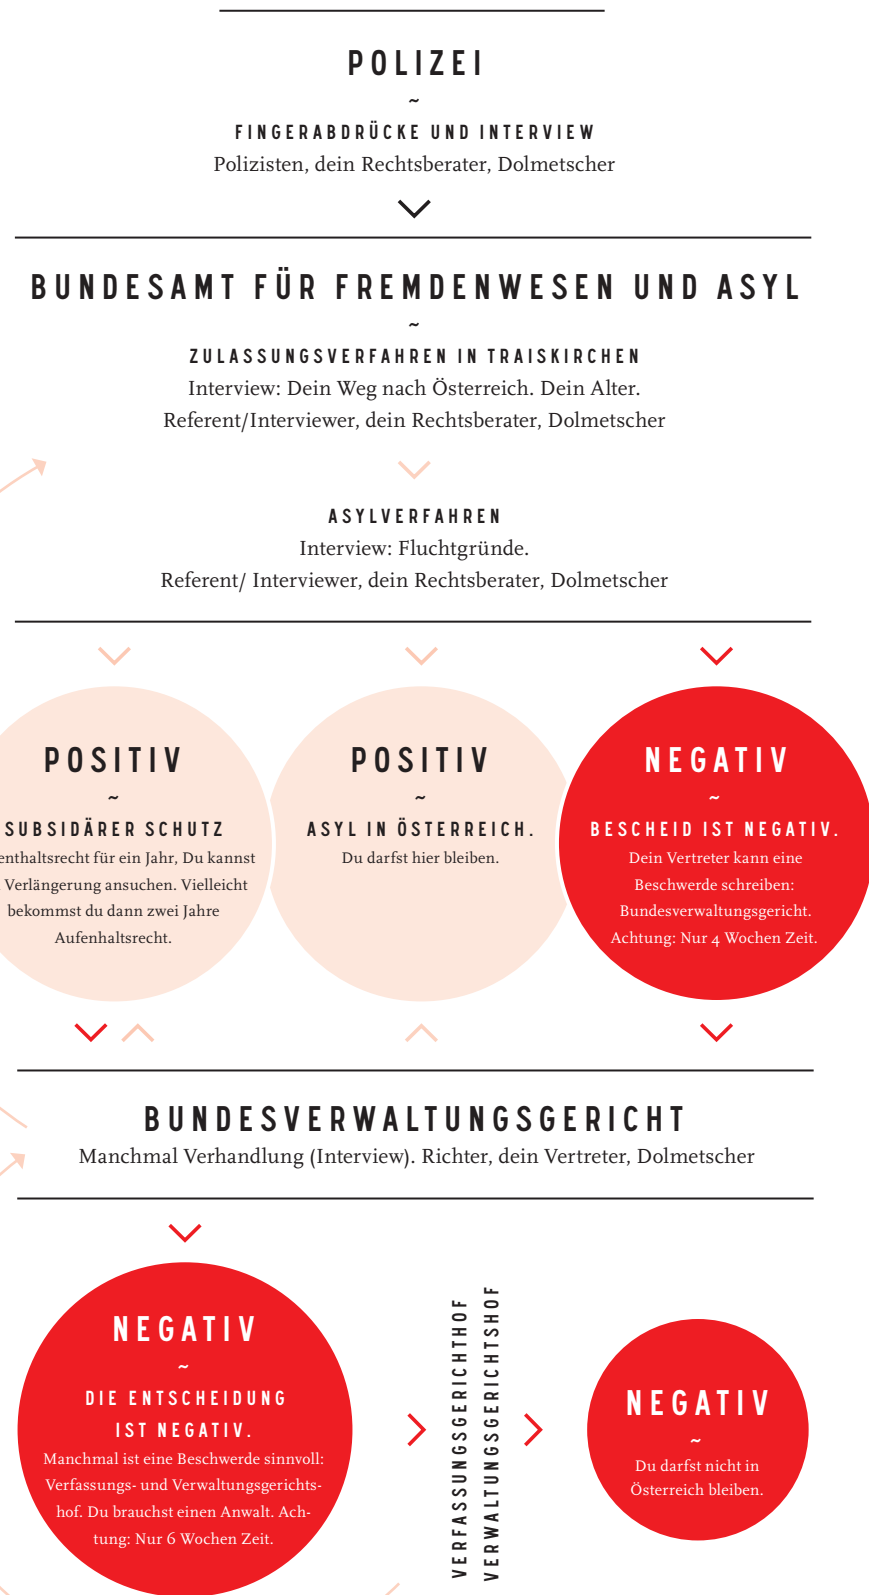 POLIZEI
~
FINGERABDRÜCKE UND INTERVIEW
Polizisten, dein Rechtsberater, Dolmetscher
BUNDESAMT FÜR FREMDENWESEN UND ASYL
~
ZULASSUNGSVERFAHREN IN TRAISKIRCHEN
Interview: Dein Weg nach Österreich. Dein Alter.
Referent/Interviewer, dein Rechtsberater, Dolmetscher
ASYLVERFAHREN
Interview: Fluchtgründe.
Referent/ Interviewer, dein Rechtsberater, Dolmetscher
POSITIV
~
SUBSIDÄRER SCHUTZ
enthaltsrecht für ein Jahr, Du kannst
Verlängerung ansuchen. Vielleicht
bekommst du dann zwei Jahre
Aufenhaltsrecht.
POSITIV
~
ASYL IN ÖSTERREICH.
Du darfst hier bleiben.
NEGATIV
~
BESCHEID IST NEGATIV.
Dein Vertreter kann eine
Beschwerde schreiben:
Bundesverwaltungsgericht.
Achtung: Nur 4 Wochen Zeit.
BUNDESVERWALTUNGSGERICHT
Manchmal Verhandlung (Interview). Richter, dein Vertreter, Dolmetscher
NEGATIV
~
DIE ENTSCHEIDUNG
IST NEGATIV.
Manchmal ist eine Beschwerde sinnvoll:
Verfassungs- und Verwaltungsgerichts-
hof. Du brauchst einen Anwalt. Ach-
tung: Nur 6 Wochen Zeit.
VERFASSUNGSGERICHTHOF
VERWALTUNGSGERICHTSHOF
NEGATIV
~
Du darfst nicht in
Österreich bleiben.